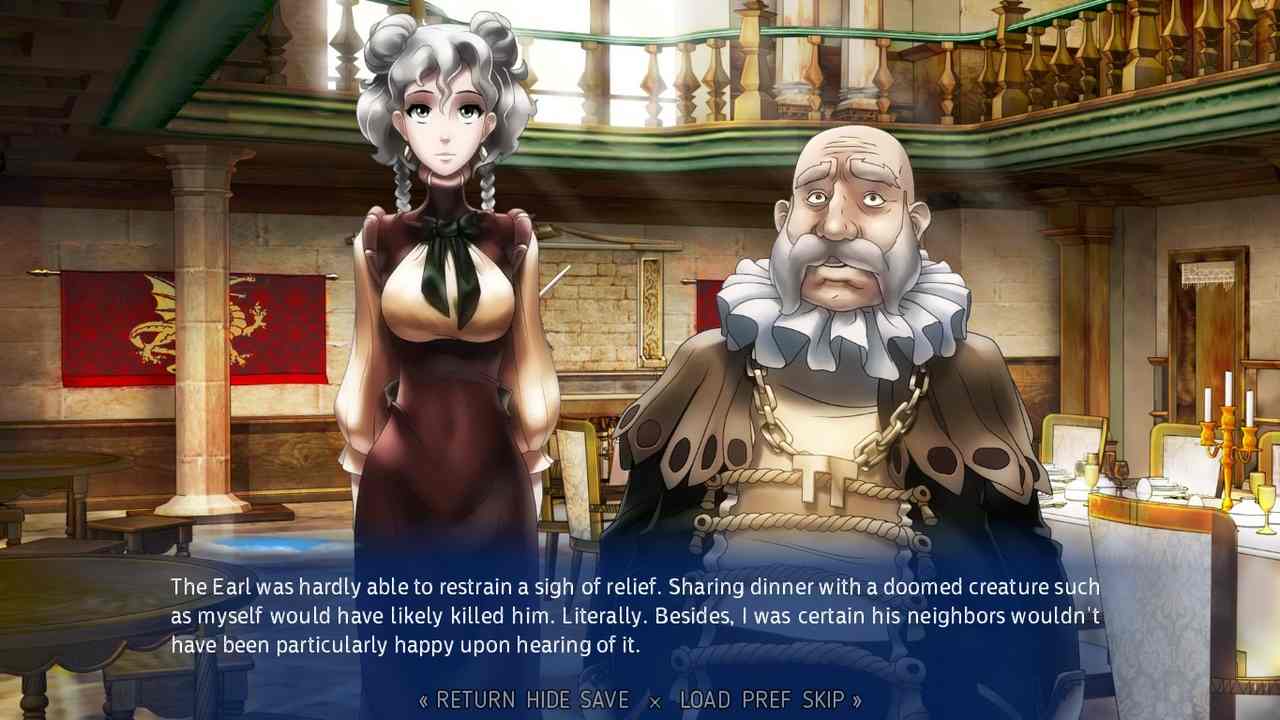 The Earl was hardly able to restrain a sigh of relief. Sharing dinner with a doomed creature such
as myself would have likely killed him. Literally. Besides, I was certain his neighbors wouldn't
have been particularly happy upon hearing of it.
« RETURN HIDE SAVE × LOAD PREF SKIP »